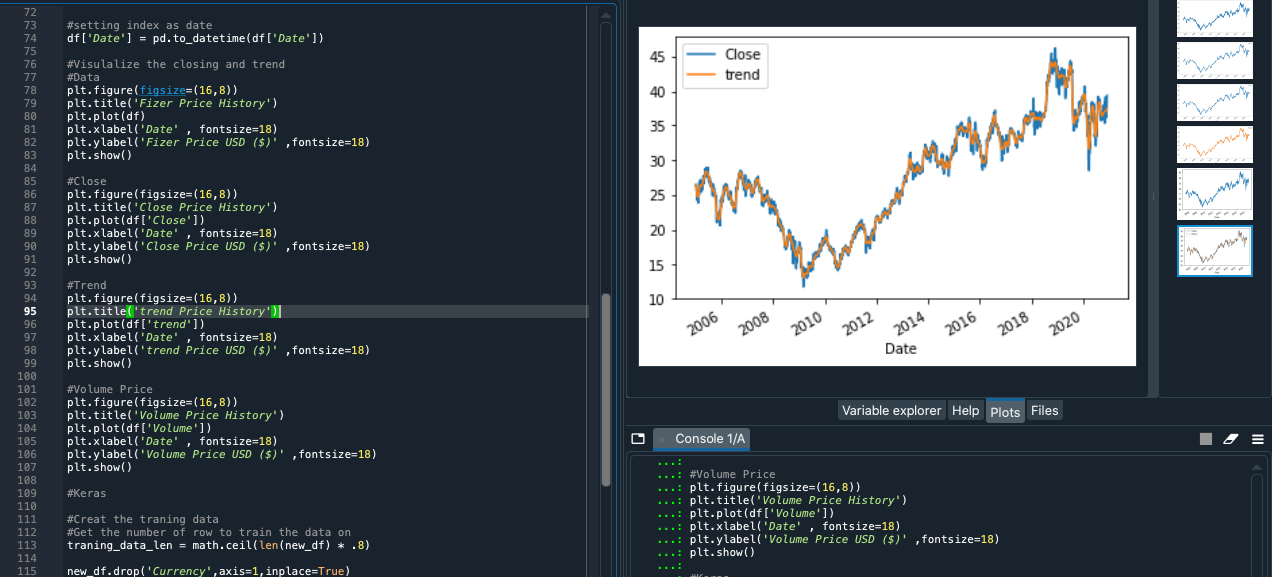 72
73 #setting index as date
74 df['Date'] = pd.to_datetime(df['Date'])
75
76 #Visulalize the closing and trend
77 #Data
78 plt.figure(figsize=(16,8))
79 plt.title('Fizer Price History')
80 plt.plot(df)
81 plt.xlabel('Date' , fontsize=18)
82 plt.ylabel('Fizer Price USD ($)' ,fontsize=18)
83 plt.show()
84
85 #Close
86 plt.figure(figsize=(16,8))
87 plt.title('Close Price History')
88 plt.plot(df['Close'])
89 plt.xlabel('Date' , fontsize=18)
90 plt.ylabel('Close Price USD ($)' ,fontsize=18)
91 plt.show()
92
93 #Trend
94 plt.figure(figsize=(16,8))
95 plt.title('trend Price History')
96 plt.plot(df['trend'])
97 plt.xlabel('Date' , fontsize=18)
98 plt.ylabel('trend Price USD ($)' ,fontsize=18)
99 plt.show()
100
101 #Volume Price
102 plt.figure(figsize=(16,8))
103 plt.title('Volume Price History')
104 plt.plot(df['Volume'])
105 plt.xlabel('Date' , fontsize=18)
106 plt.ylabel('Volume Price USD ($)' ,fontsize=18)
107 plt.show()
108
109 #Keras
110
111 #Creat the traning data
112 #Get the number of row to train the data on
113 traning_data_len = math.ceil(len(new_df) * .8)
114
115 new_df.drop('Currency',axis=1,inplace=True)
Close
trend
45
40
35
30
25
20
15
10
2006 2008 2010 2012 2014 2016 2018 2020
Date
Variable explorer Help Plots Files
Console 1/A
...:
...: #Volume Price
...: plt.figure(figsize=(16,8))
...: plt.title('Volume Price History')
...: plt.plot(df['Volume'])
...: plt.xlabel('Date' , fontsize=18)
...: plt.ylabel('Volume Price USD ($)' ,fontsize=18)
...: plt.show()
...:
...: #Keras